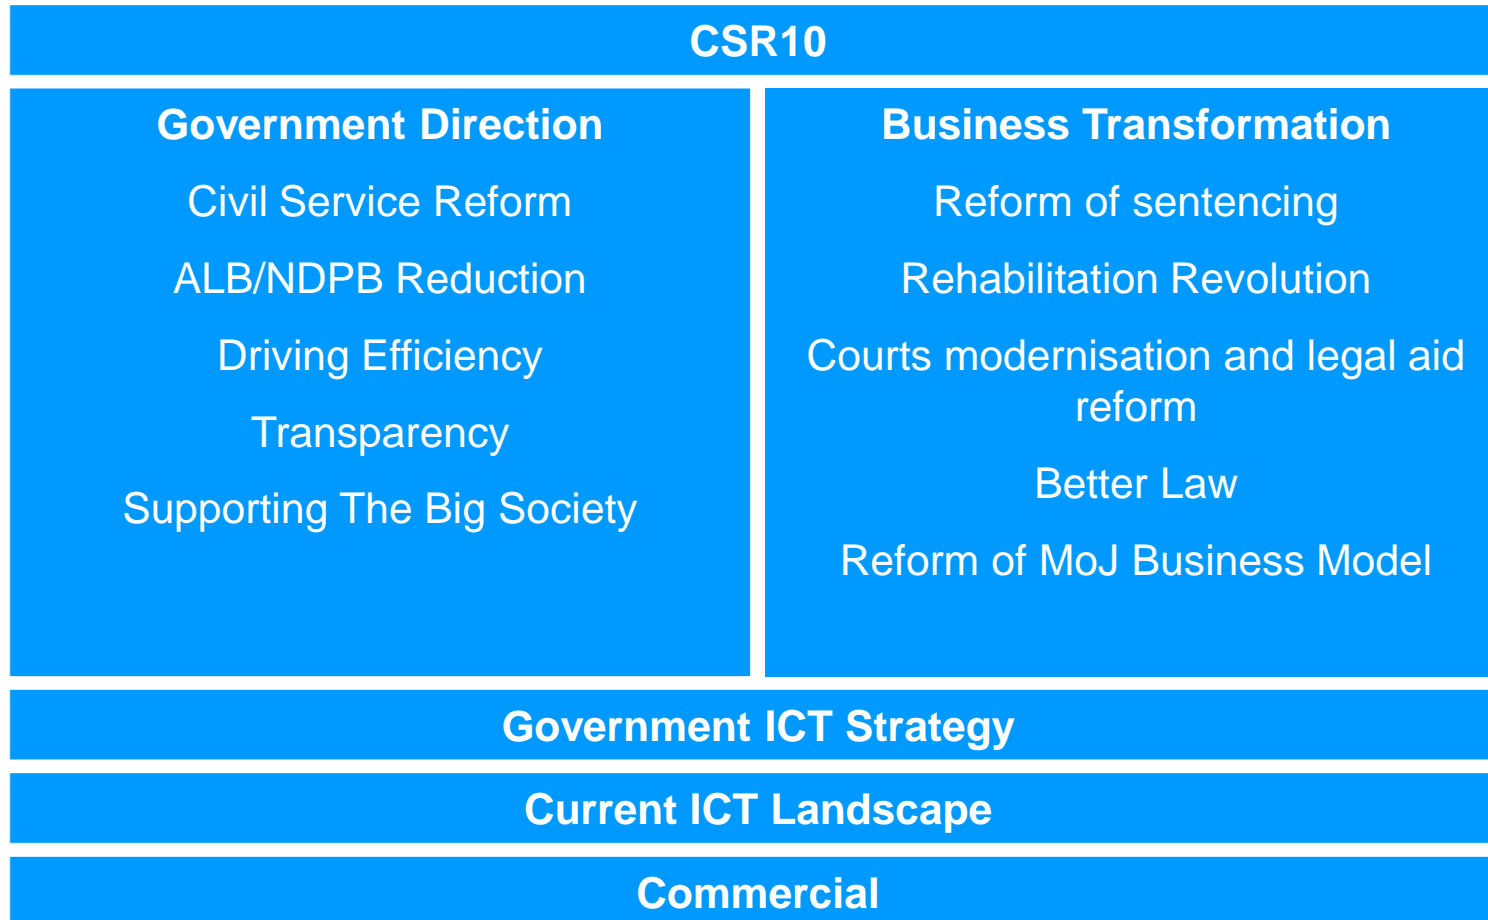 CSR10
Government Direction
Civil Service Reform
ALB/NDPB Reduction
Driving Efficiency
Transparency
Supporting The Big Society
Business Transformation
Reform of sentencing
Rehabilitation Revolution
Courts modernisation and legal aid
reform
Better Law
Reform of MoJ Business Model
Government ICT Strategy
Current ICT Landscape
Commercial